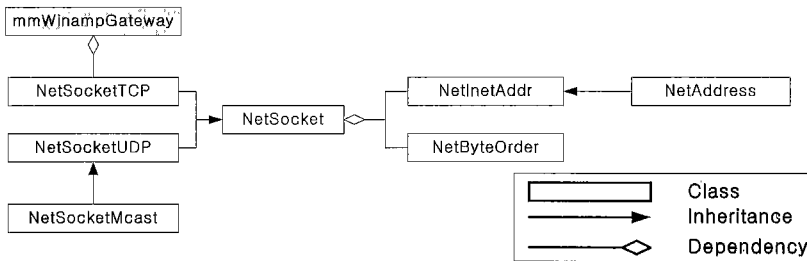 mmWinampGateway
NetSocketTCP
NetInetAddr
NetAddress
NetSocket
NetSocketUDP
NetByteOrder
NetSocketMcast
Class
Inheritance
Dependency